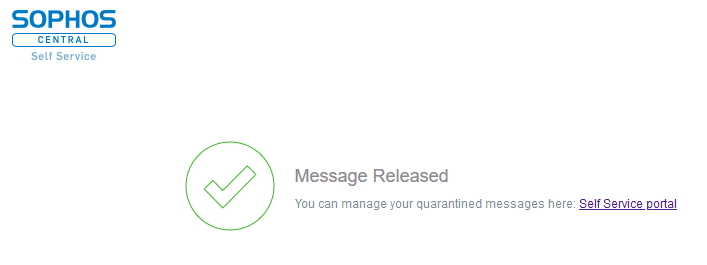 SOPHOS
CENTRAL
Self Service
Message Released
You can manage your quarantined messages here: Self Service portal